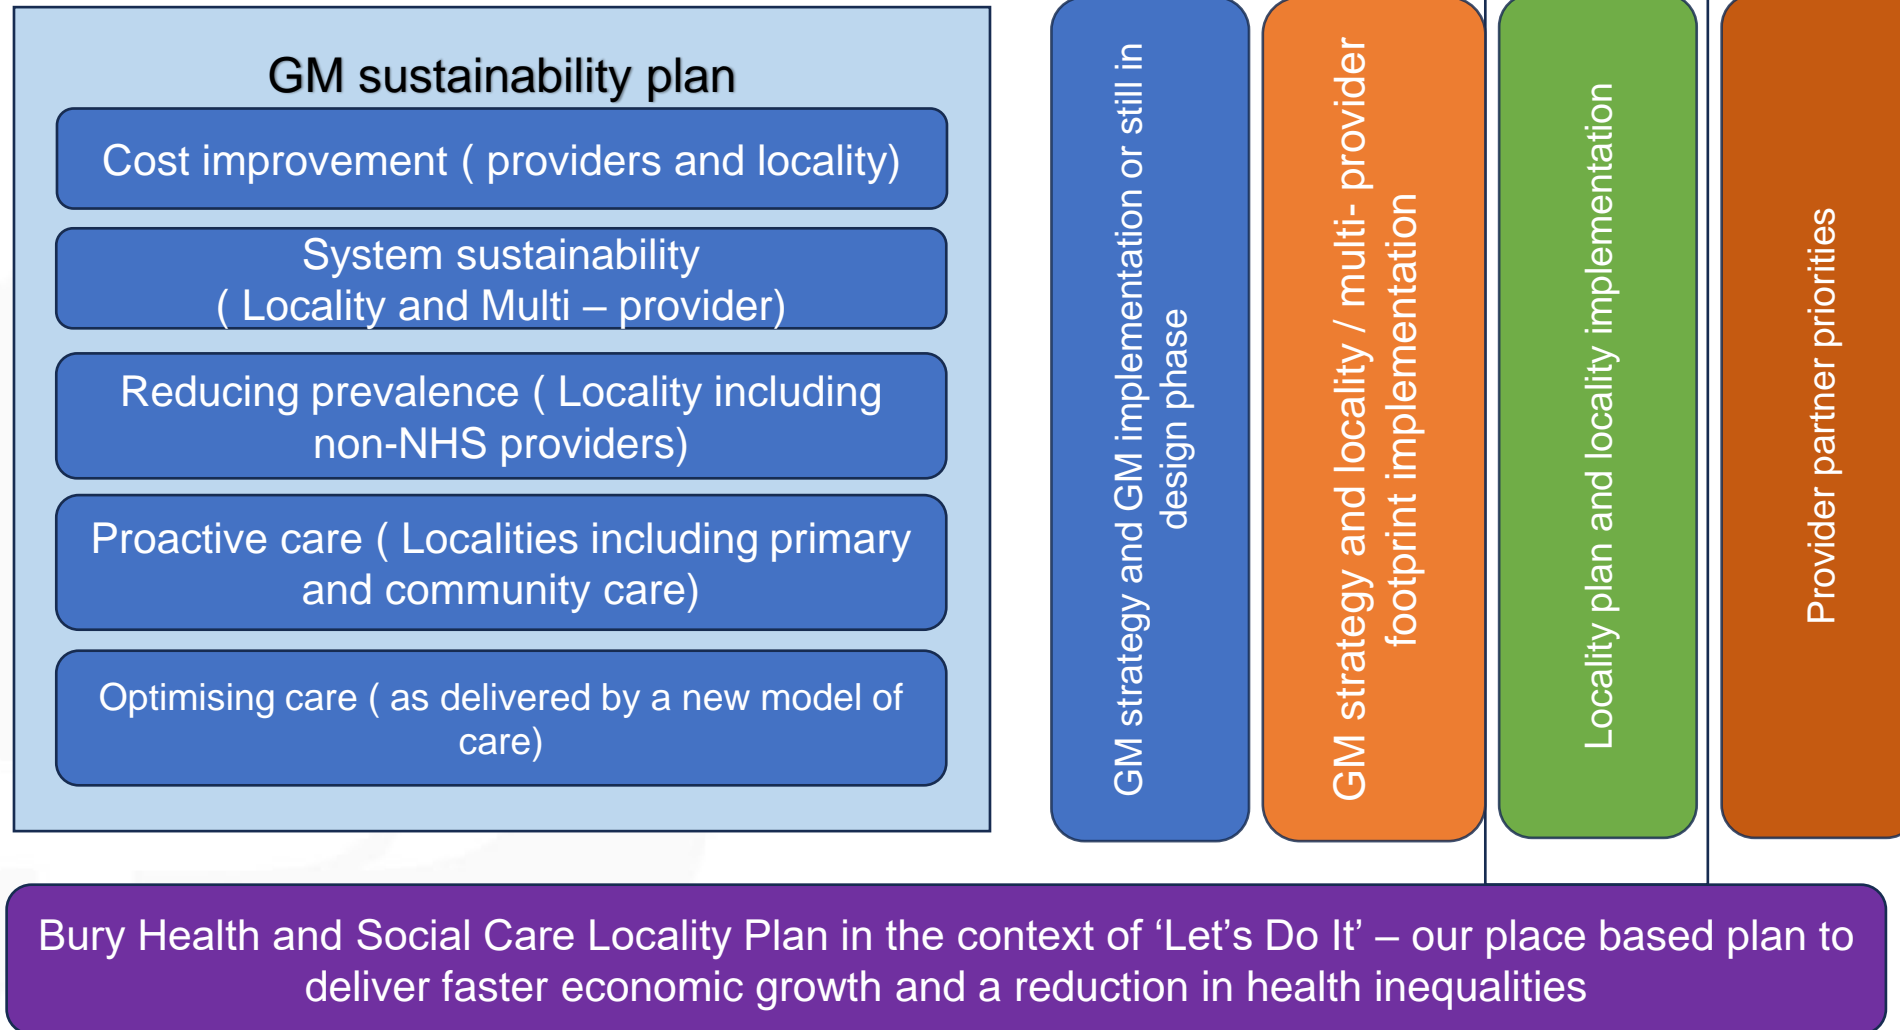 GM sustainability plan
Cost improvement ( providers and locality)
System sustainability
( Locality and Multi – provider)
Reducing prevalence ( Locality including
non-NHS providers)
Proactive care ( Localities including primary
and community care)
Optimising care ( as delivered by a new model of
care)
GM strategy and GM implementation or still in
design phase
GM strategy and locality / multi- provider
footprint implementation
Locality plan and locality implementation
Provider partner priorities
Bury Health and Social Care Locality Plan in the context of ‘Let’s Do It’ – our place based plan to
deliver faster economic growth and a reduction in health inequalities